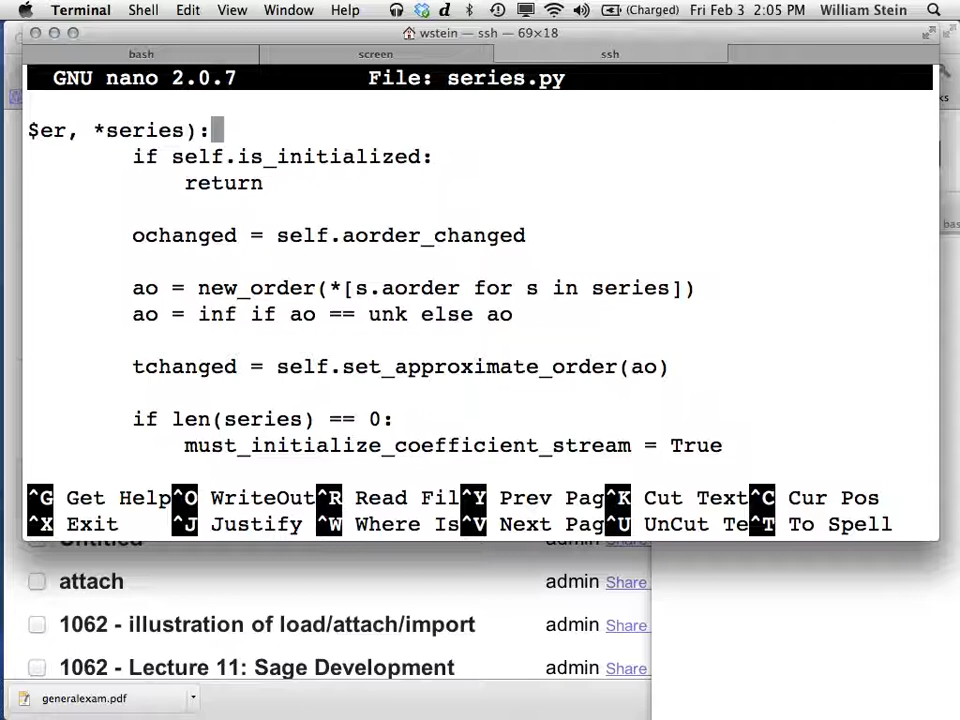 Terminal Shell Edit View Window Help (Charged) Fri Feb 3 2:05 PM William Stein
wstein — ssh — 69×18
bash screen ssh
GNU nano 2.0.7 File: series.py
$er, *series):
if self.is_initialized:
return
ochanged = self.aorder_changed
ao = new_order(*[s.aorder for s in series])
ao = inf if ao == unk else ao
tchanged = self.set_approximate_order(ao)
if len(series) == 0:
must_initialize_coefficient_stream = True
^G Get Help ^O WriteOut ^R Read Fil ^Y Prev Pag ^K Cut Text ^C Cur Pos
^X Exit ^J Justify ^W Where Is ^V Next Pag ^U UnCut Te ^T To Spell
attach admin Share
1062 - illustration of load/attach/import admin Share
1062 - Lecture 11: Sage Development admin Share
generalexam.pdf